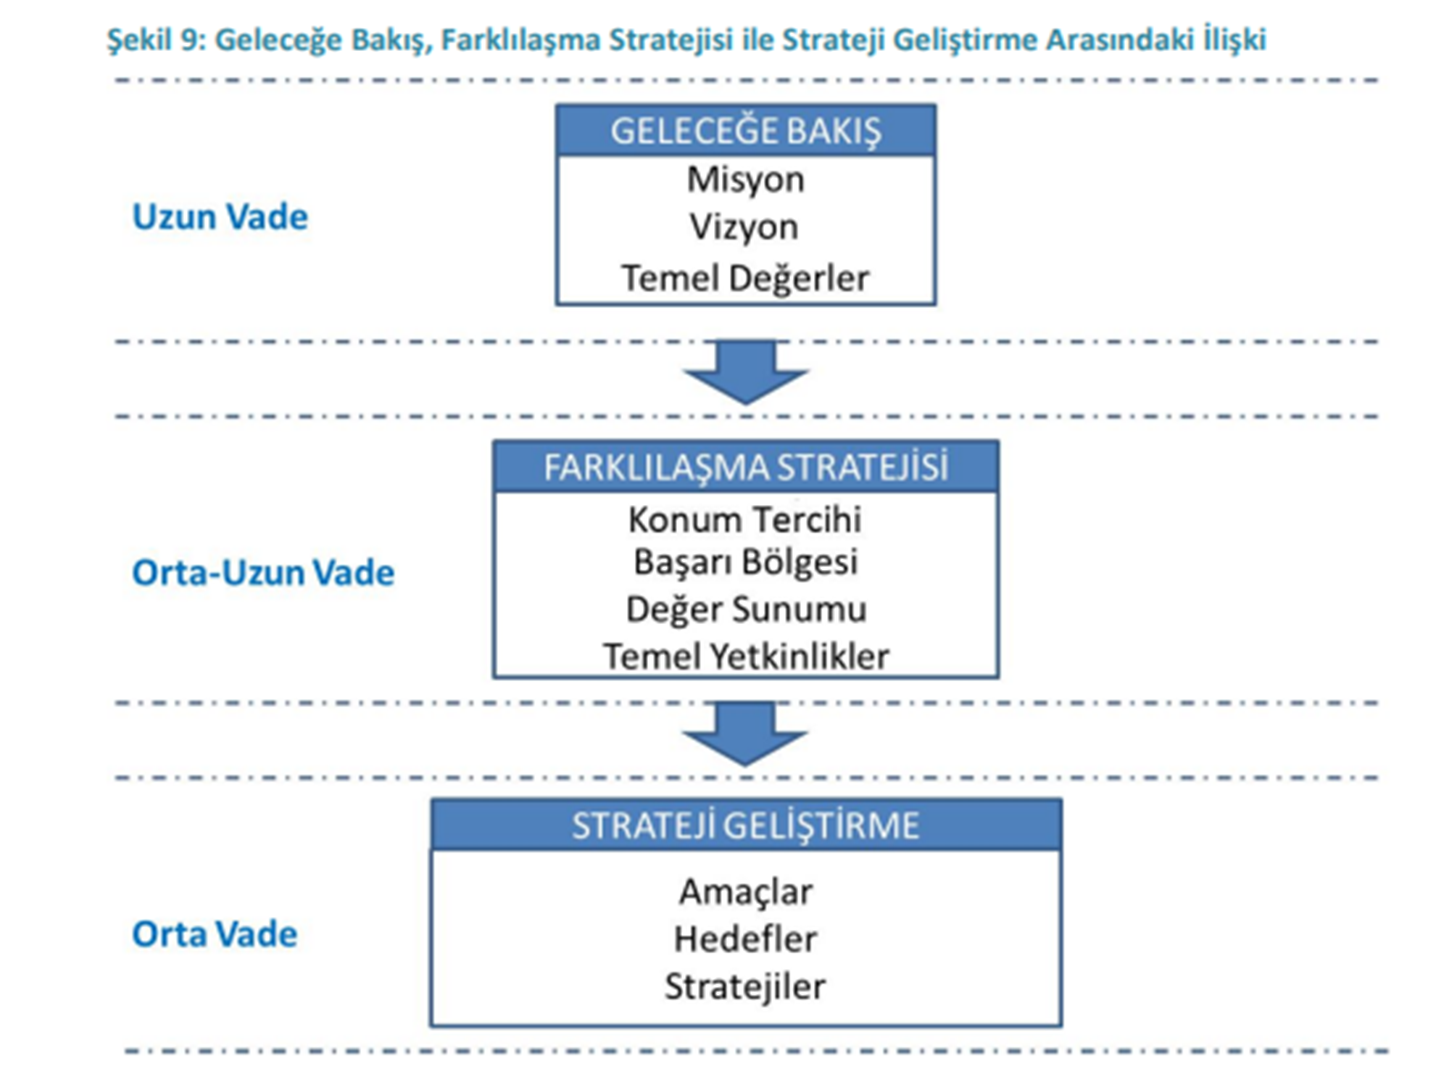 Şekil 9: Geleceğe Bakış, Farklılaşma Stratejisi ile Strateji Geliştirme Arasındaki İlişki
GELECEĞE BAKIŞ
Misyon
Vizyon
Temel Değerler
Uzun Vade
FARKLILAŞMA STRATEJİSİ
Konum Tercihi
Başarı Bölgesi
Değer Sunumu
Temel Yetkinlikler
Orta-Uzun Vade
STRATEJİ GELİŞTİRME
Amaçlar
Hedefler
Stratejiler
Orta Vade